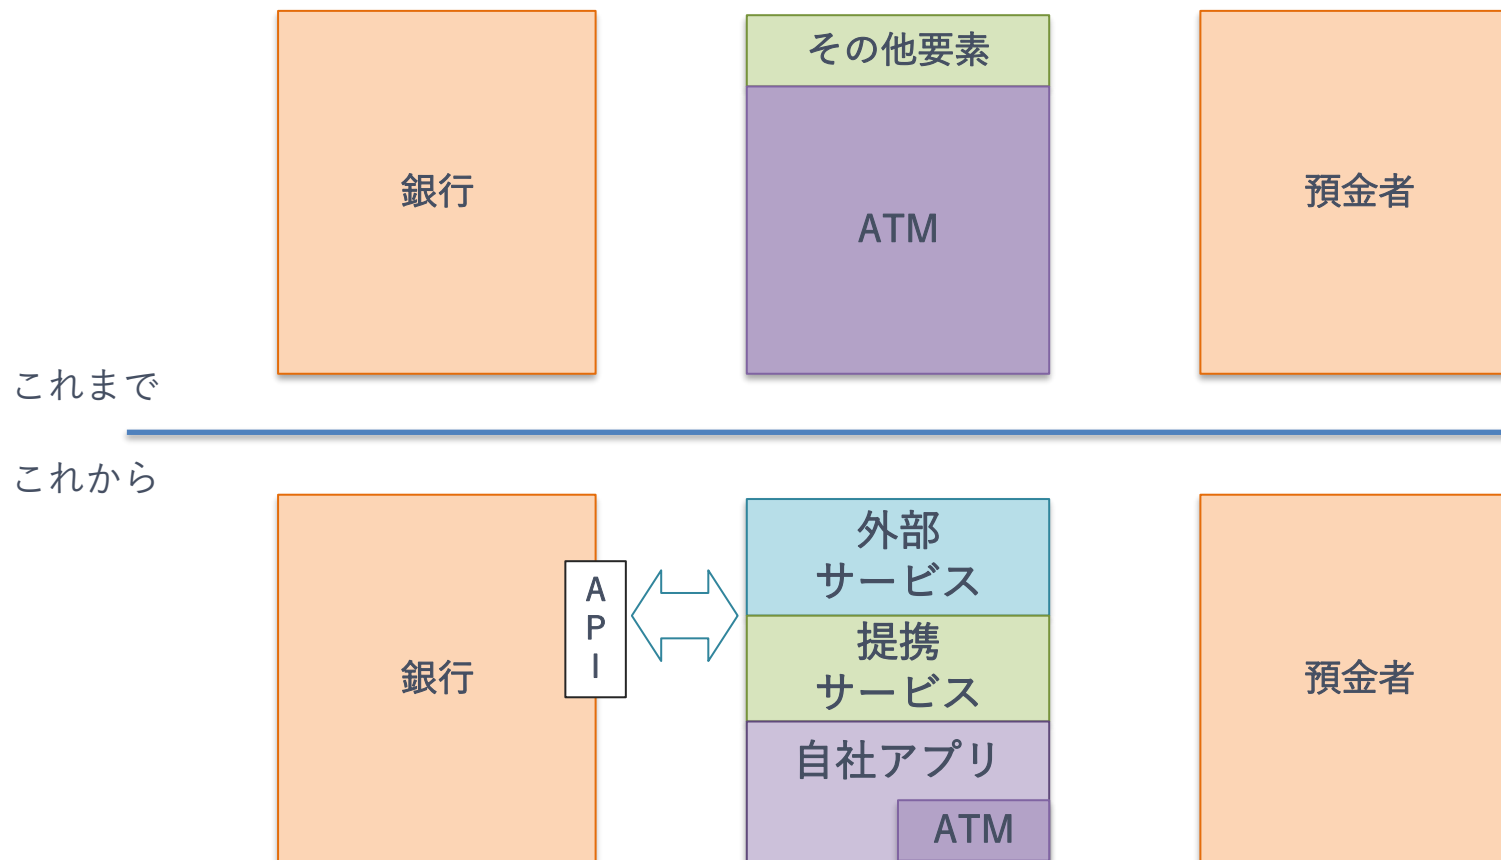 その他要素
銀行
ATM
預金者
これまで
これから
外部
サービス
API
提携
サービス
銀行
預金者
自社アプリ
ATM